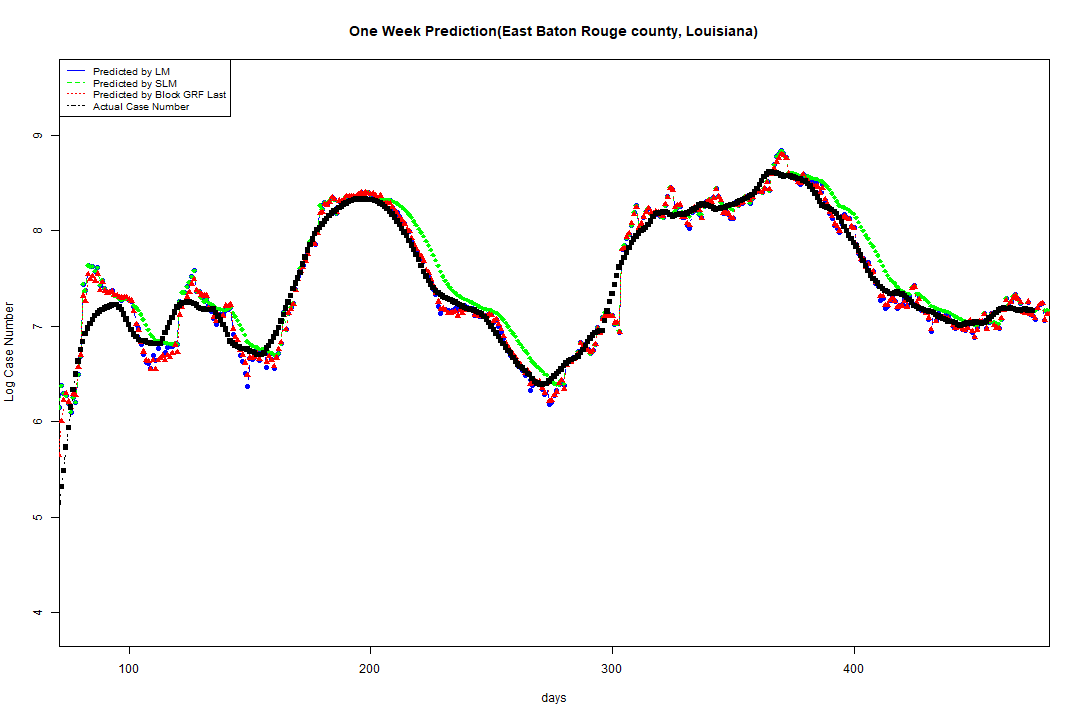 One Week Prediction(East Baton Rouge county, Louisiana)
Predicted by LM
Predicted by SLM
Predicted by Block GRF Last
Actual Case Number
9
8
7
6
5
4
Log Case Number
100 200 300 400
days